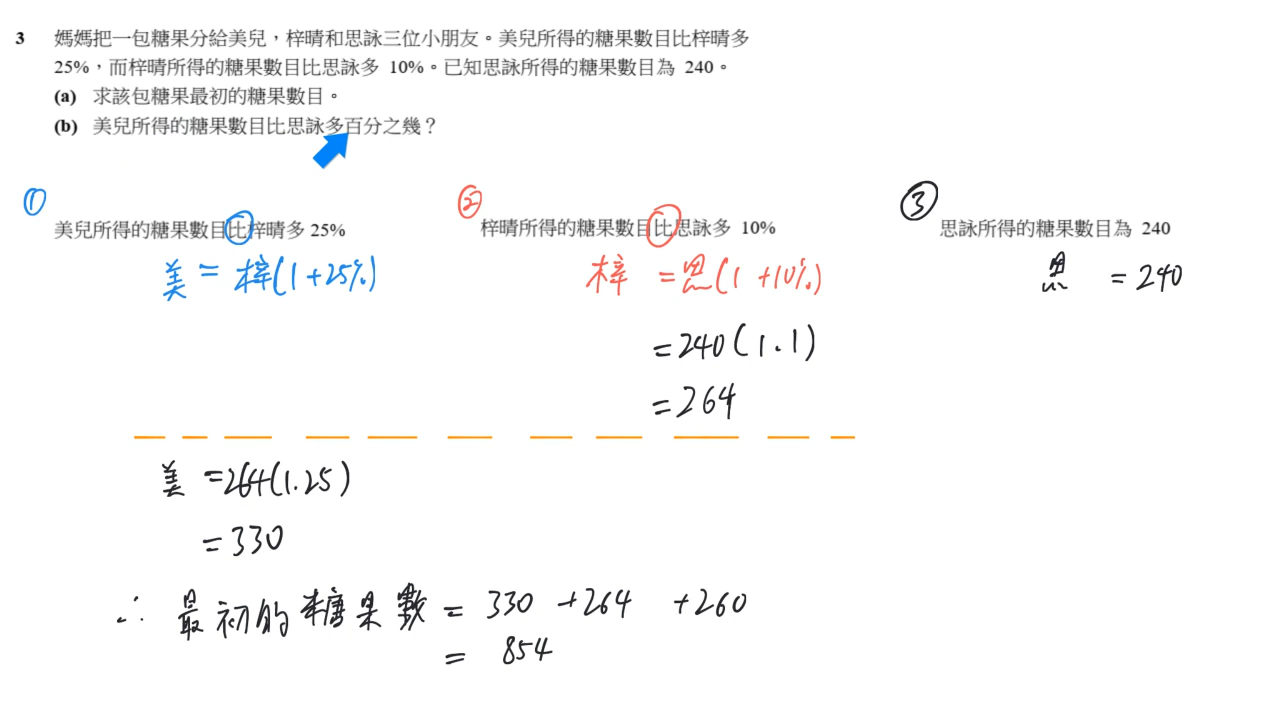 3 媽媽把一包糖果分給美兒，梓晴和思詠三位小朋友。美兒所得的糖果數目比梓晴多
25%，而梓晴所得的糖果數目比思詠多 10%。已知思詠所得的糖果數目為 240。
(a) 求該包糖果最初的糖果數目。
(b) 美兒所得的糖果數目比思詠多百分之幾？
① 美兒所得的糖果數目比梓晴多 25%
美 = 梓(1+25%)
② 梓晴所得的糖果數目比思詠多 10%
梓 = 思(1+10%)
= 240(1.1)
= 264
③ 思詠所得的糖果數目為 240
思 = 240
美 = 264(1.25)
= 330
∴ 最初的糖果數 = 330 + 264 + 260
= 854